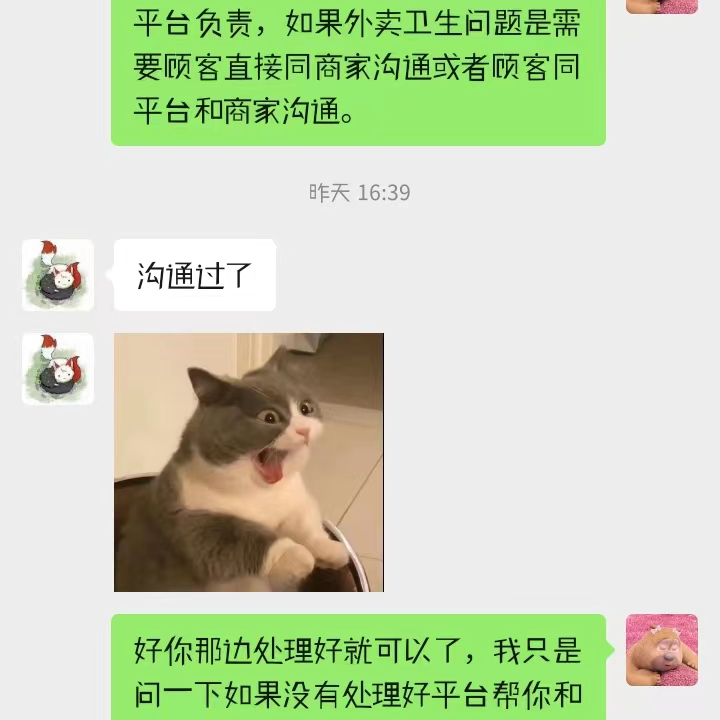 平台负责，如果外卖卫生问题是需
要顾客直接同商家沟通或者顾客同
平台和商家沟通。
昨天 16:39
沟通过了
好你那边处理好就可以了，我只是
问一下如果没有处理好平台帮你和